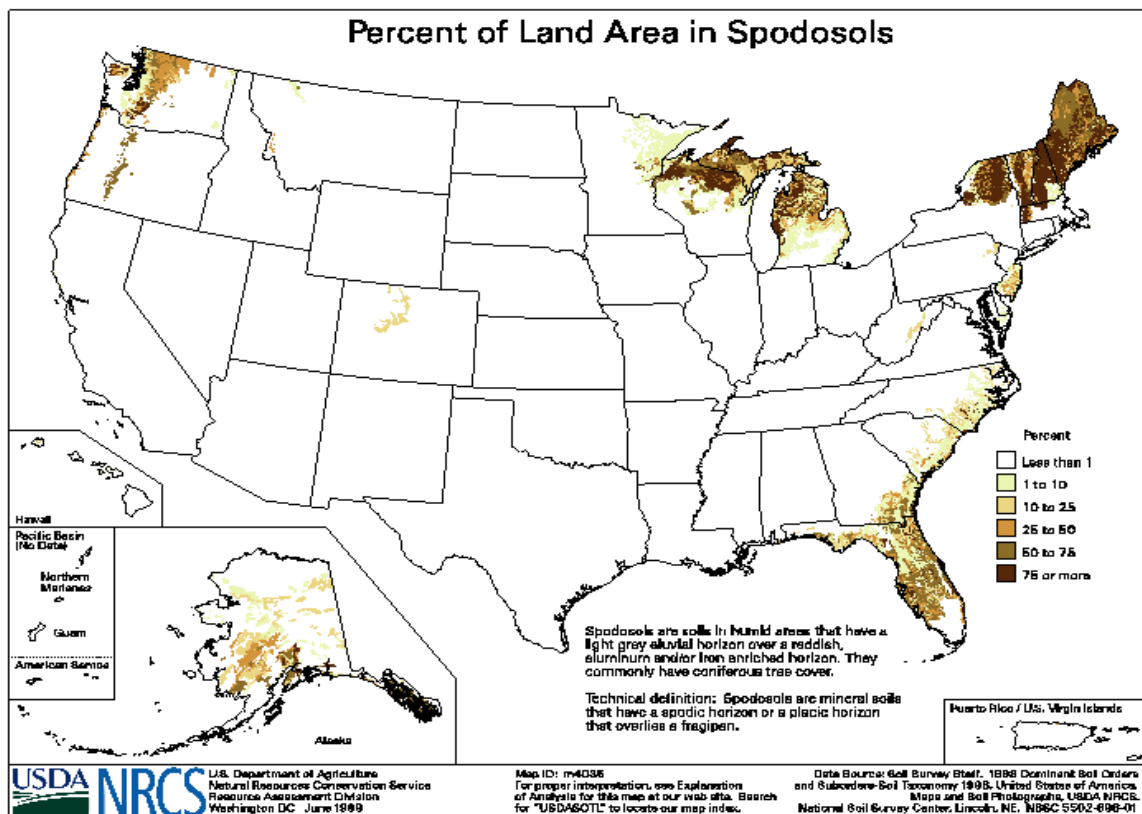 Percent of Land Area in Spodosols
Percent
Less than 1
1 to 10
10 to 25
25 to 50
50 to 75
75 or more
Hawaii
Pacific Basin
(No Data)
Northern
Marianas
Guam
American Samoa
Alaska
Spodosols are soils in humid areas that have a
light gray eluvial horizon over a reddish,
aluminum and/or iron enriched horizon. They
commonly have coniferous tree cover.
Technical definition: Spodosols are mineral soils
that have a spodic horizon or a placic horizon
that overlies a fragipan.
Puerto Rico / U.S. Virgin Islands
USDA NRCS
U.S. Department of Agriculture
Natural Resources Conservation Service
Resource Assessment Division
Washington DC June 1999
Map ID: m4036
For proper interpretation, see Explanation
of Analysis for this map at our web site. Search
for "USDASOTL" to locate our map index.
Data Source: Soil Survey Staff. 1998 Dominant Soil Orders
and Suborders-Soil Taxonomy 1998, United States of America.
Maps and Soil Photographs, USDA NRCS.
National Soil Survey Center, Lincoln, NE.